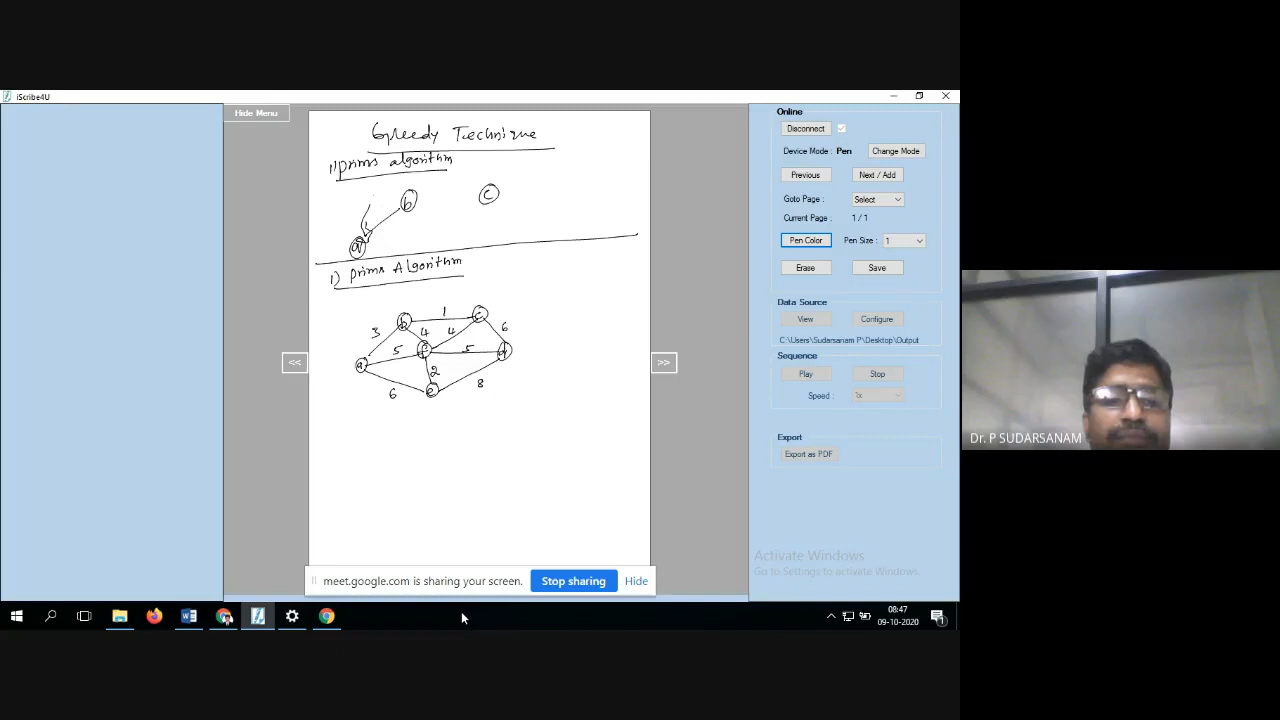 iScribe4U
Hide Menu
Greedy Technique
1) prims algorithm
b
c
a
1) prims Algorithm
b 1 c
3 4 4 6
a 5 f 5 d
2
6 e 8
<<
>>
Online
Disconnect
Device Mode : Pen Change Mode
Previous Next / Add
Goto Page : Select
Current Page : 1 / 1
Pen Color Pen Size : 1
Erase Save
Data Source
View Configure
C:\Users\Sudarsanam P\Desktop\Output
Sequence
Play Stop
Speed : 1x
Export
Export as PDF
Activate Windows
Go to Settings to activate Windows.
meet.google.com is sharing your screen. Stop sharing Hide
08:47
09-10-2020
1
Dr. P SUDARSANAM